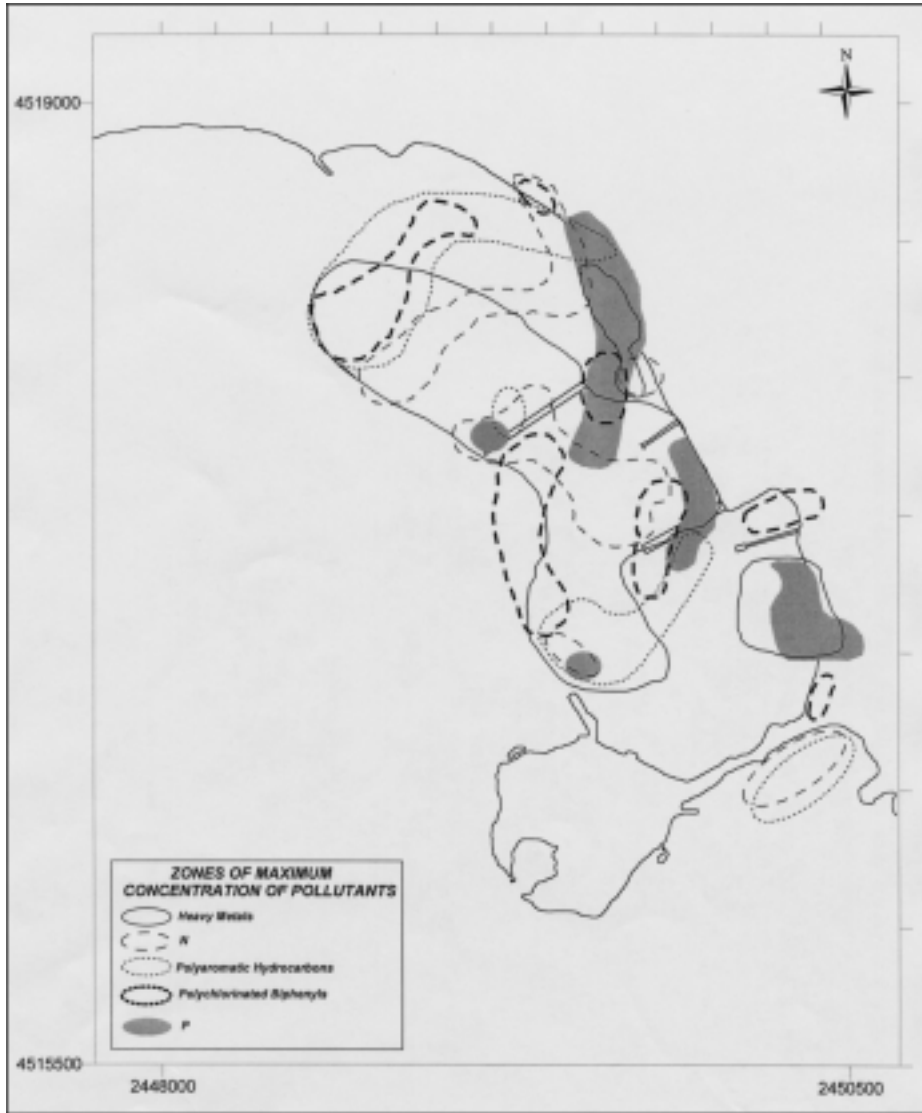 N
4519000
ZONES OF MAXIMUM
CONCENTRATION OF POLLUTANTS
Heavy Metals
N
Polyaromatic Hydrocarbons
Polychlorinated Biphenyls
P
4515500
2448000
2450500